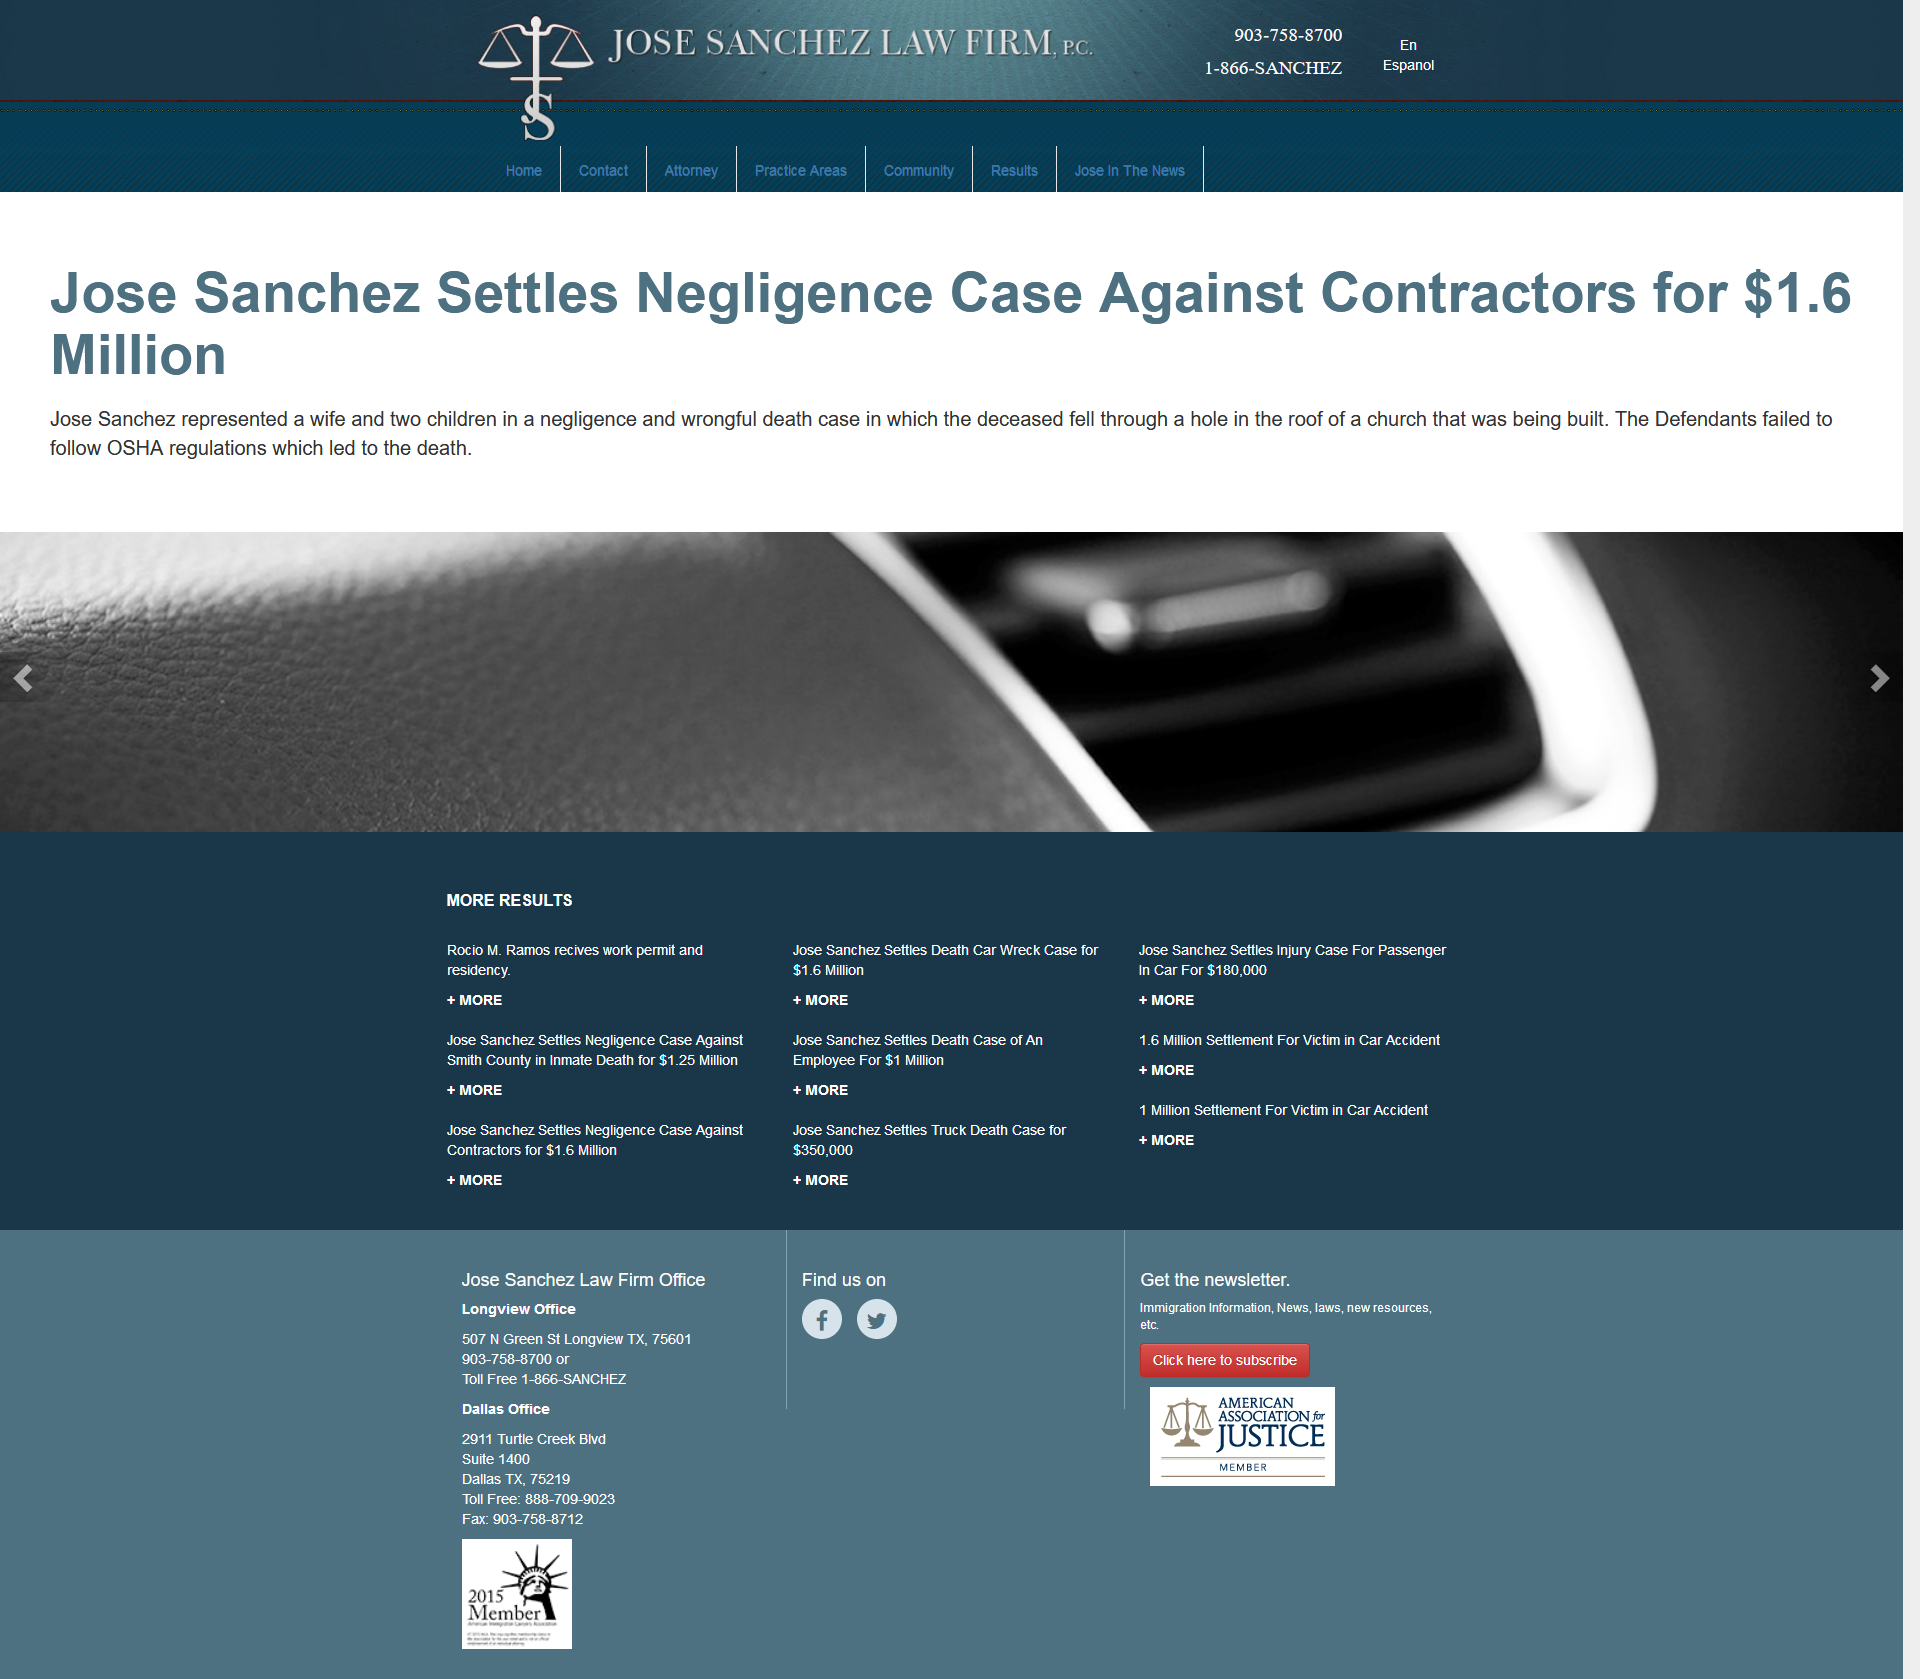 JOSE SANCHEZ LAW FIRM, P.C.
JS
903-758-8700
1-866-SANCHEZ
En
Espanol
Home
Contact
Attorney
Practice Areas
Community
Results
Jose In The News
Jose Sanchez Settles Negligence Case Against Contractors for $1.6
Million
Jose Sanchez represented a wife and two children in a negligence and wrongful death case in which the deceased fell through a hole in the roof of a church that was being built. The Defendants failed to
follow OSHA regulations which led to the death.
MORE RESULTS
Rocio M. Ramos recives work permit and
residency.
+ MORE
Jose Sanchez Settles Negligence Case Against
Smith County in Inmate Death for $1.25 Million
+ MORE
Jose Sanchez Settles Negligence Case Against
Contractors for $1.6 Million
+ MORE
Jose Sanchez Settles Death Car Wreck Case for
$1.6 Million
+ MORE
Jose Sanchez Settles Death Case of An
Employee For $1 Million
+ MORE
Jose Sanchez Settles Truck Death Case for
$350,000
+ MORE
Jose Sanchez Settles Injury Case For Passenger
In Car For $180,000
+ MORE
1.6 Million Settlement For Victim in Car Accident
+ MORE
1 Million Settlement For Victim in Car Accident
+ MORE
Jose Sanchez Law Firm Office
Longview Office
507 N Green St Longview TX, 75601
903-758-8700 or
Toll Free 1-866-SANCHEZ
Dallas Office
2911 Turtle Creek Blvd
Suite 1400
Dallas TX, 75219
Toll Free: 888-709-9023
Fax: 903-758-8712
2015
Member
American Immigration Lawyers Association
Find us on
Get the newsletter.
Immigration Information, News, laws, new resources,
etc.
Click here to subscribe
AMERICAN
ASSOCIATION for
JUSTICE
MEMBER